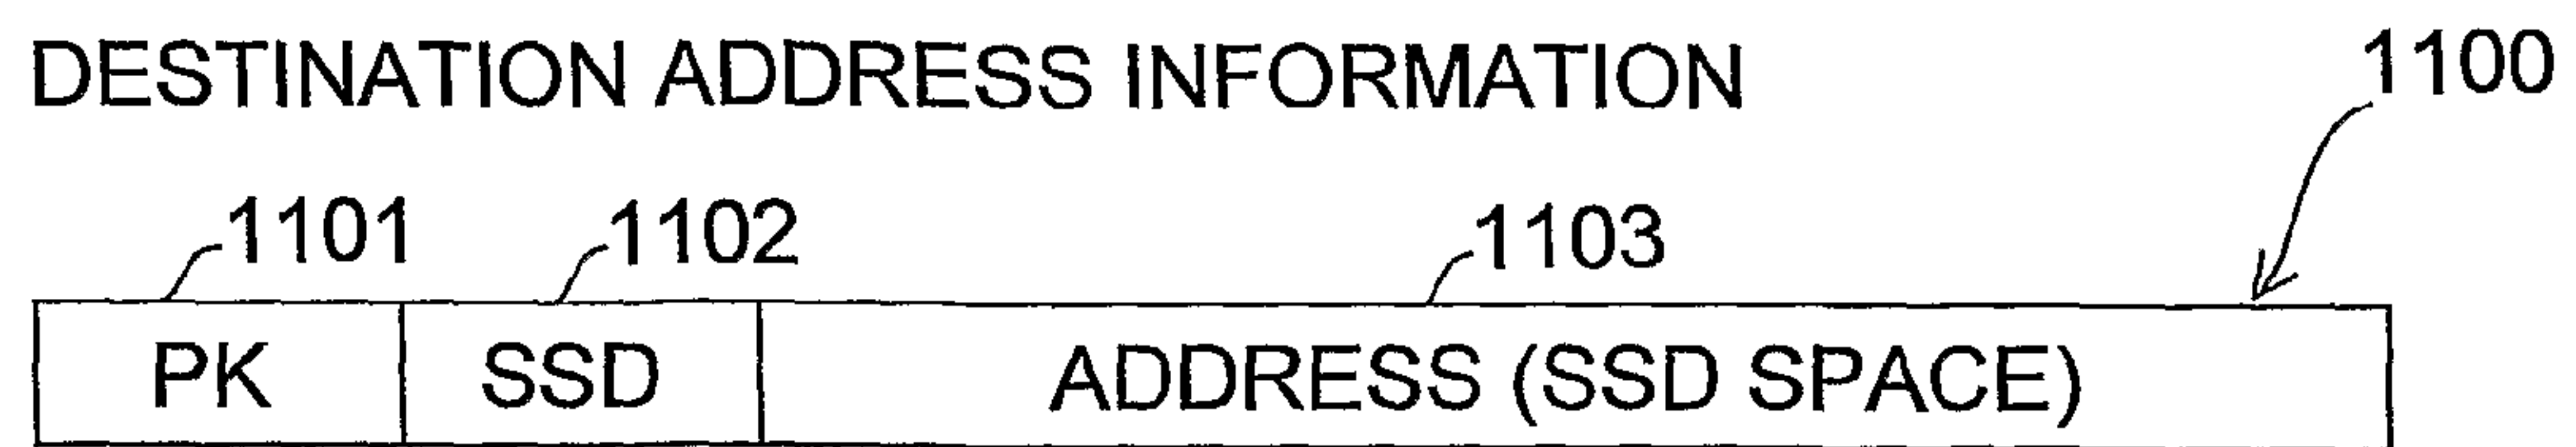 DESTINATION ADDRESS INFORMATION
1100
1101 1102 1103
PK SSD ADDRESS (SSD SPACE)